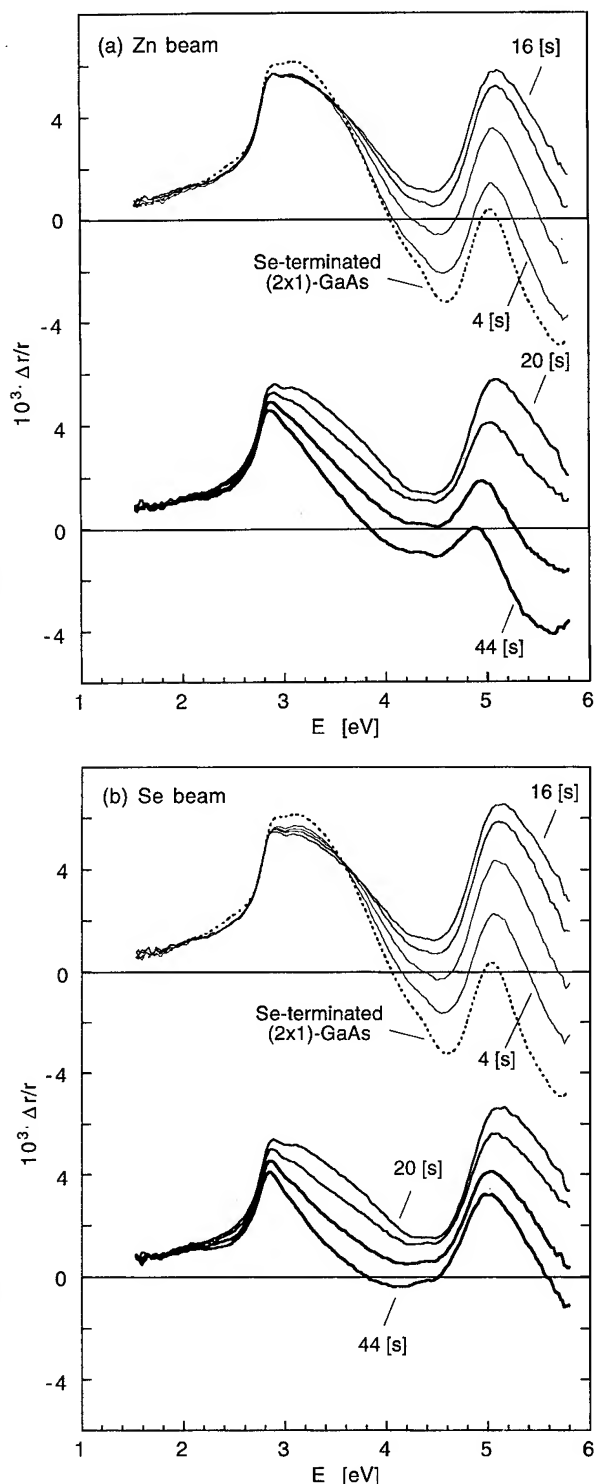 (a) Zn beam
16 [s]
4
0
-4
Se-terminated
(2x1)-GaAs
4 [s]
20 [s]
4
0
-4
44 [s]
10³· Δr/r
1 2 3 4 5 6
E [eV]
(b) Se beam
16 [s]
4
0
-4
Se-terminated
(2x1)-GaAs
4 [s]
20 [s]
4
0
-4
44 [s]
10³· Δr/r
1 2 3 4 5 6
E [eV]